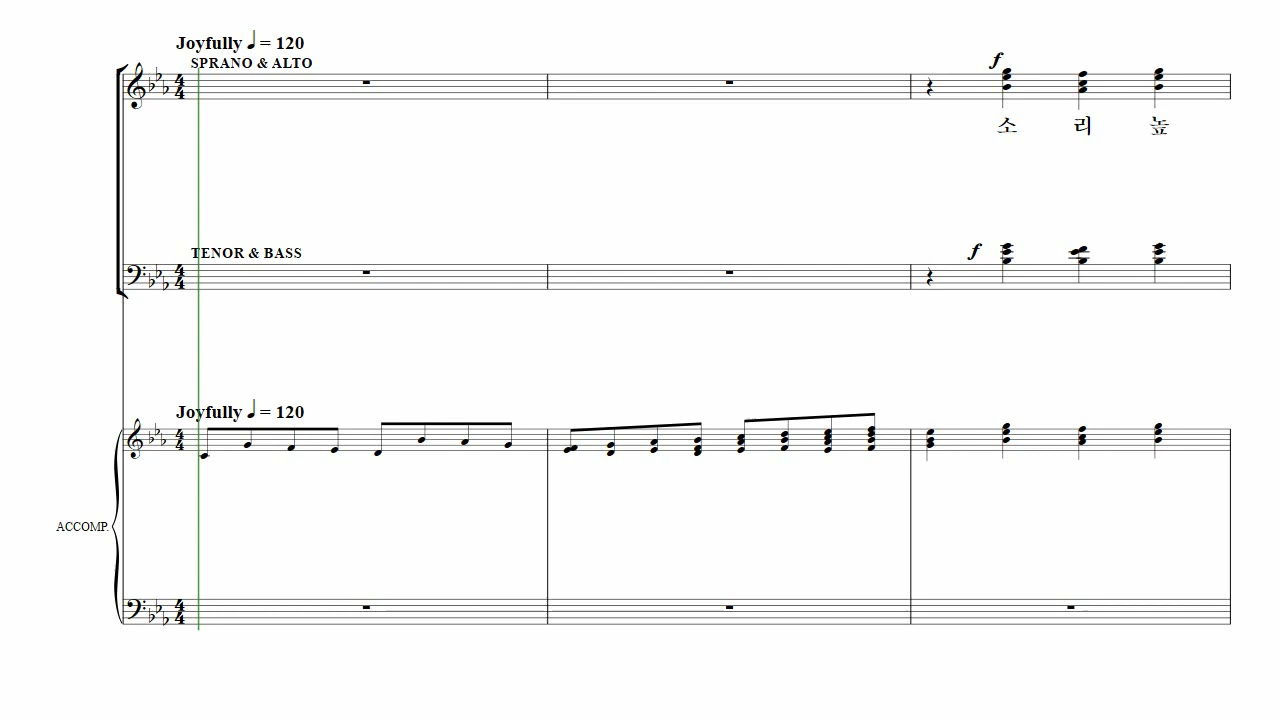 Joyfully ♩ = 120
SPRANO & ALTO
f
소 리 높
TENOR & BASS
f
Joyfully ♩ = 120
ACCOMP.